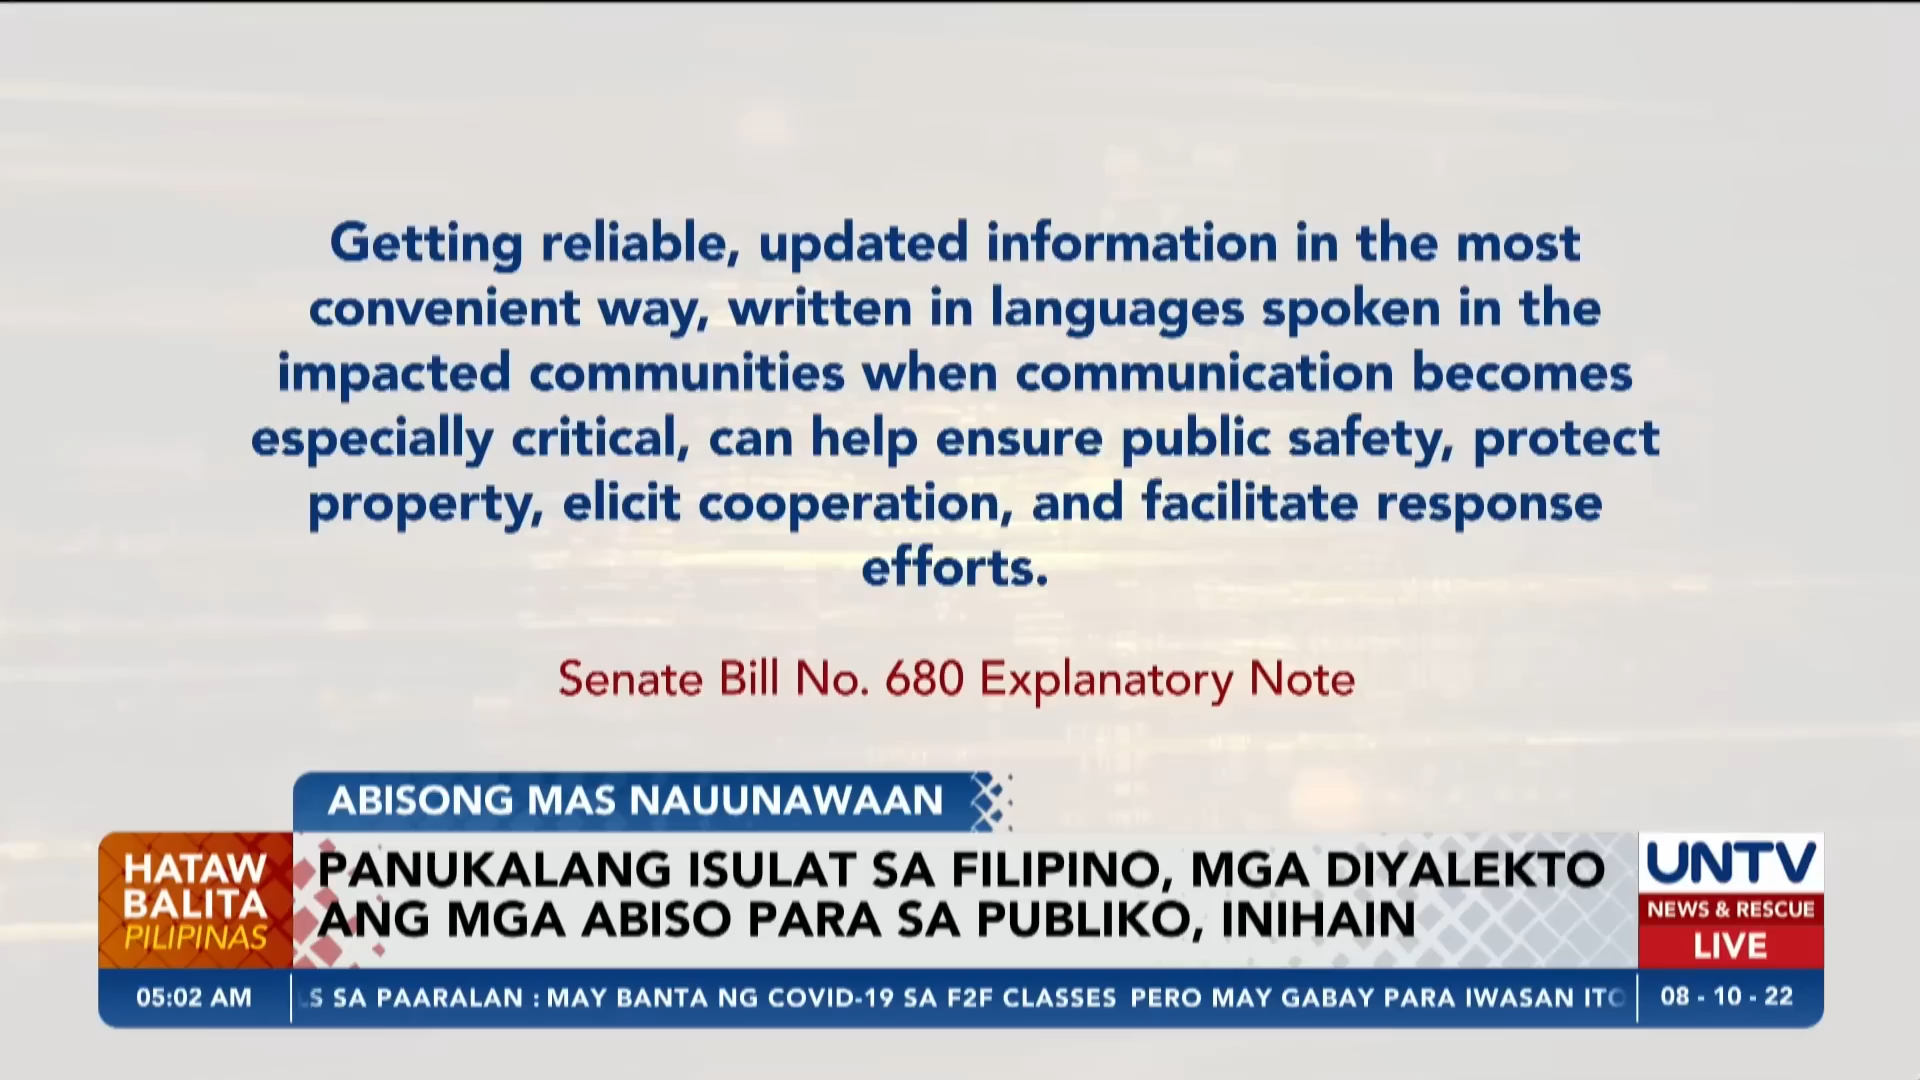 Getting reliable, updated information in the most
convenient way, written in languages spoken in the
impacted communities when communication becomes
especially critical, can help ensure public safety, protect
property, elicit cooperation, and facilitate response
efforts.
Senate Bill No. 680 Explanatory Note
ABISONG MAS NAUUNAWAAN
HATAW
BALITA
PILIPINAS
PANUKALANG ISULAT SA FILIPINO, MGA DIYALEKTO
ANG MGA ABISO PARA SA PUBLIKO, INIHAIN
UNTV
NEWS & RESCUE
LIVE
05:02 AM
SA PAARALAN : MAY BANTA NG COVID-19 SA F2F CLASSES PERO MAY GABAY PARA IWASAN ITO
08 - 10 - 22